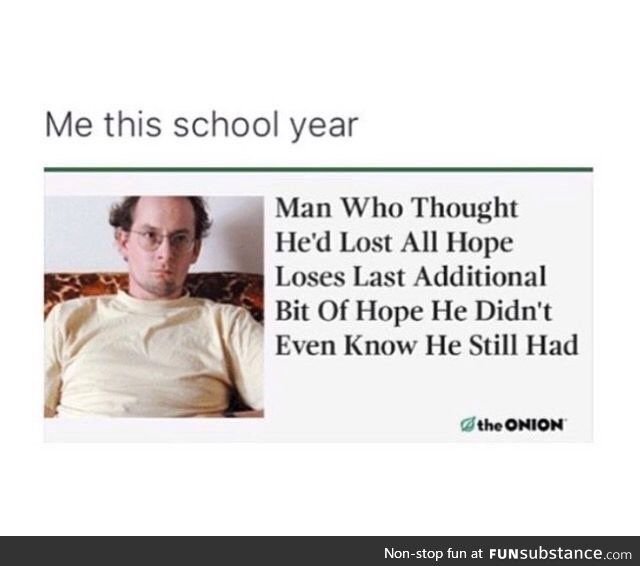 Me this school year
Man Who Thought
He'd Lost All Hope
Loses Last Additional
Bit Of Hope He Didn't
Even Know He Still Had
the ONION
Non-stop fun at FUNsubstance.com